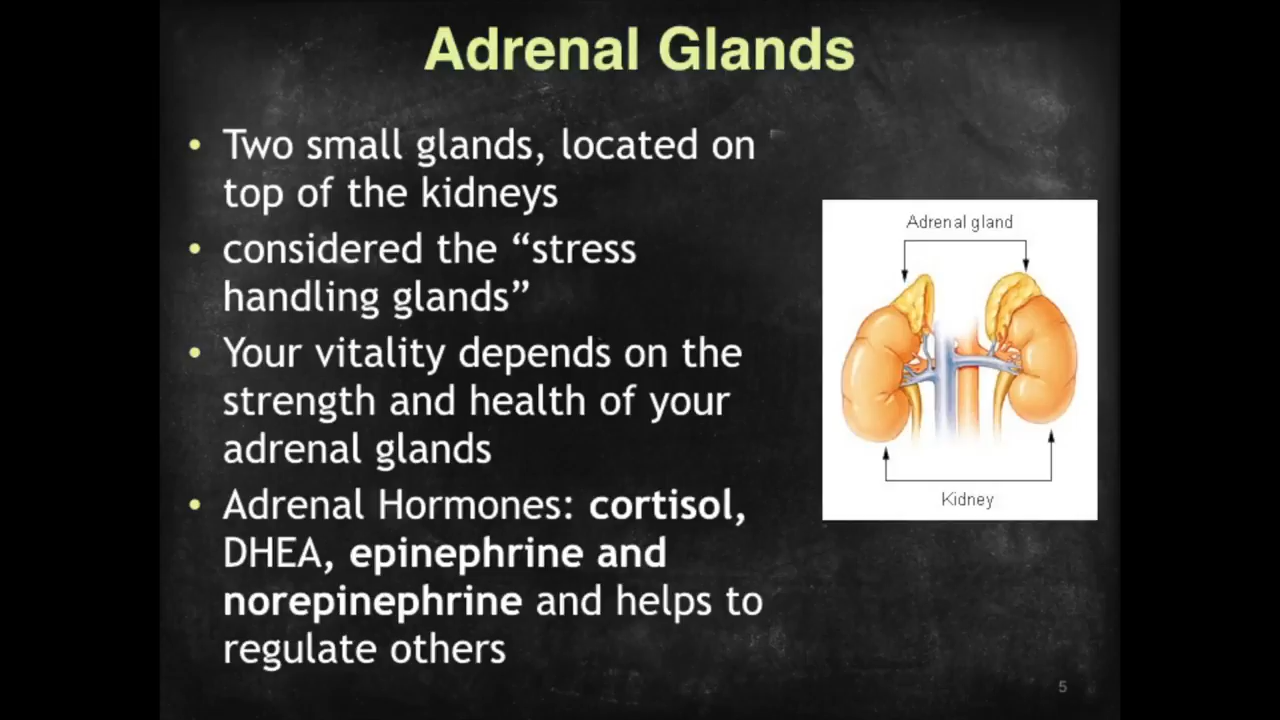 Adrenal Glands
• Two small glands, located on
top of the kidneys
• considered the “stress
handling glands”
• Your vitality depends on the
strength and health of your
adrenal glands
• Adrenal Hormones: cortisol,
DHEA, epinephrine and
norepinephrine and helps to
regulate others
Adrenal gland
Kidney
5